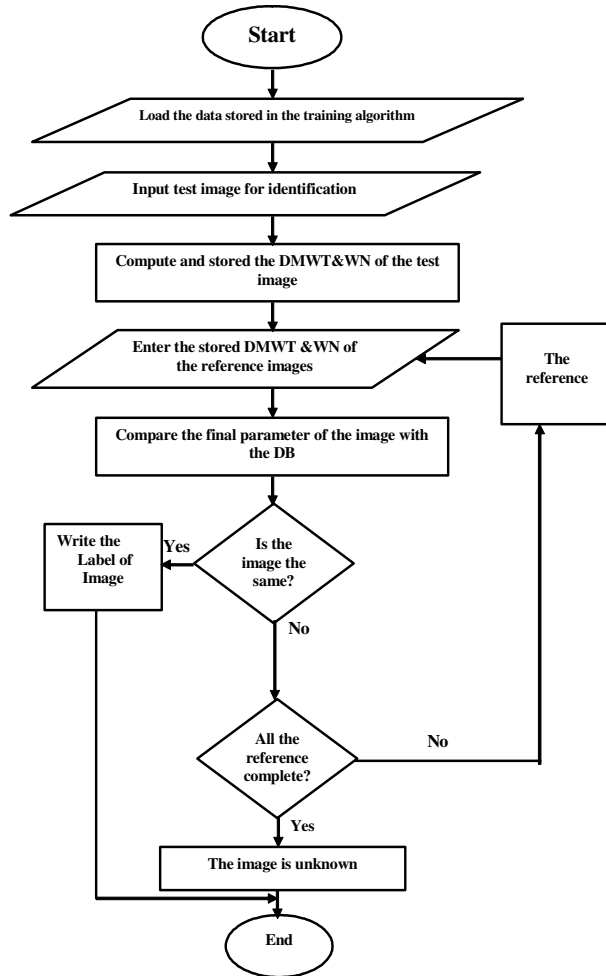 Start
Load the data stored in the training algorithm
Input test image for identification
Compute and stored the DMWT&WN of the test
image
Enter the stored DMWT &WN of
the reference images
The
reference
Compare the final parameter of the image with
the DB
Is the
image the
same?
Yes
Write the
Label of
Image
No
All the
reference
complete?
No
Yes
The image is unknown
End